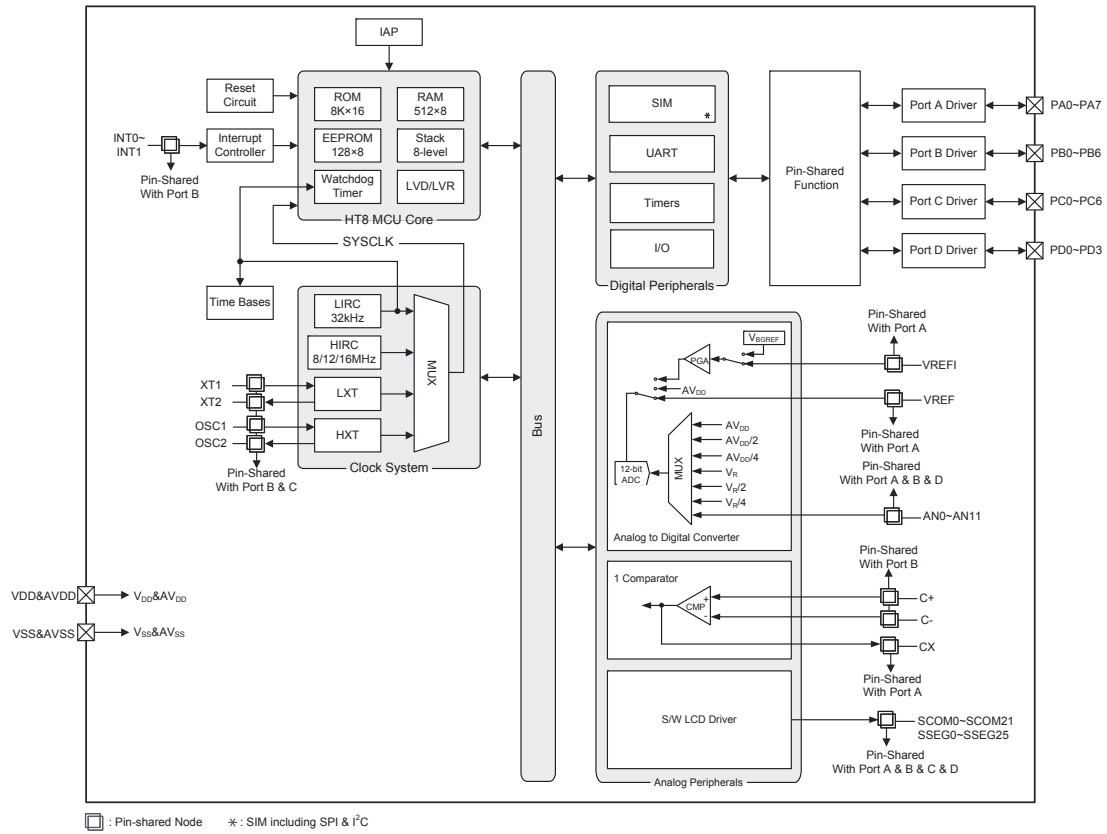 IAP
Reset
Circuit
ROM
8K×16
RAM
512×8
INT0~
INT1
Interrupt
Controller
EEPROM
128×8
Stack
8-level
Pin-Shared
With Port B
Watchdog
Timer
LVD/LVR
HT8 MCU Core
SYSCLK
Time Bases
LIRC
32kHz
HIRC
8/12/16MHz
XT1
XT2
LXT
OSC1
OSC2
HXT
MUX
Pin-Shared
With Port B & C
Clock System
Bus
SIM
*
UART
Timers
I/O
Digital Peripherals
Pin-Shared
Function
Port A Driver
PA0~PA7
Port B Driver
PB0~PB6
Port C Driver
PC0~PC6
Port D Driver
PD0~PD3
Pin-Shared
With Port A
VBGREF
PGA
VREFI
AVDD
VREF
Pin-Shared
With Port A
12-bit
ADC
MUX
AVDD
AVDD/2
AVDD/4
VR
VR/2
VR/4
Pin-Shared
With Port A & B & D
AN0~AN11
Analog to Digital Converter
Pin-Shared
With Port B
1 Comparator
CMP
+
-
C+
C-
CX
Pin-Shared
With Port A
S/W LCD Driver
SCOM0~SCOM21
SSEG0~SSEG25
Pin-Shared
With Port A & B & C & D
Analog Peripherals
VDD&AVDD
VDD&AVDD
VSS&AVSS
VSS&AVSS
: Pin-shared Node
* : SIM including SPI & I²C